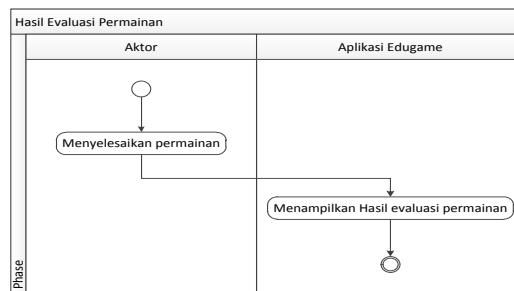 Hasil Evaluasi Permainan
Aktor
Aplikasi Edugame
Menyelesaikan permainan
Menampilkan Hasil evaluasi permainan
Phase